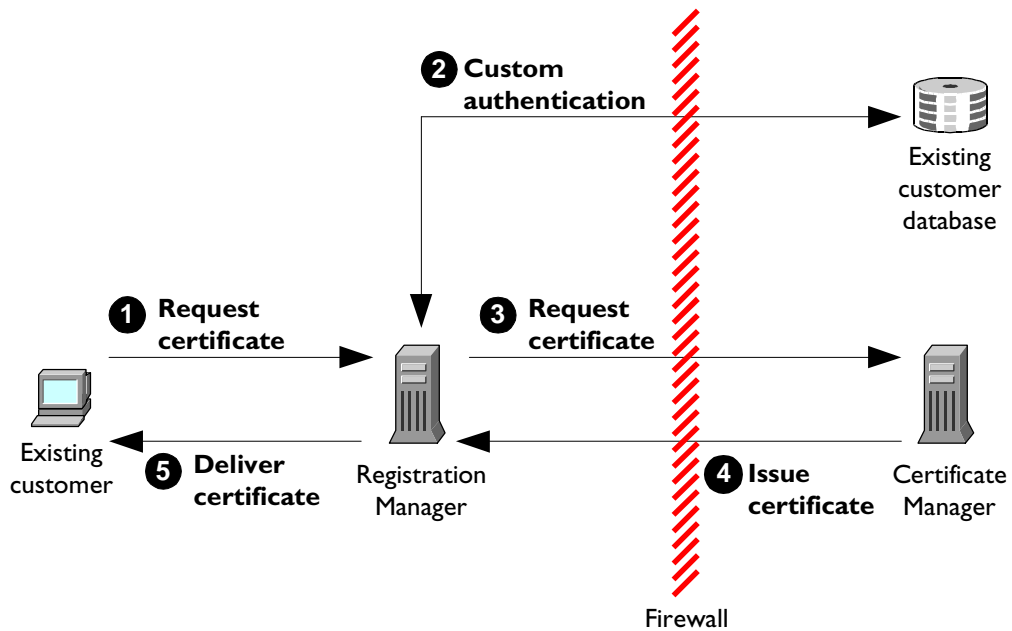 2 Custom
authentication
Existing
customer
database
1 Request
certificate
3 Request
certificate
Existing
customer
5 Deliver
certificate
Registration
Manager
4 Issue
certificate
Certificate
Manager
Firewall